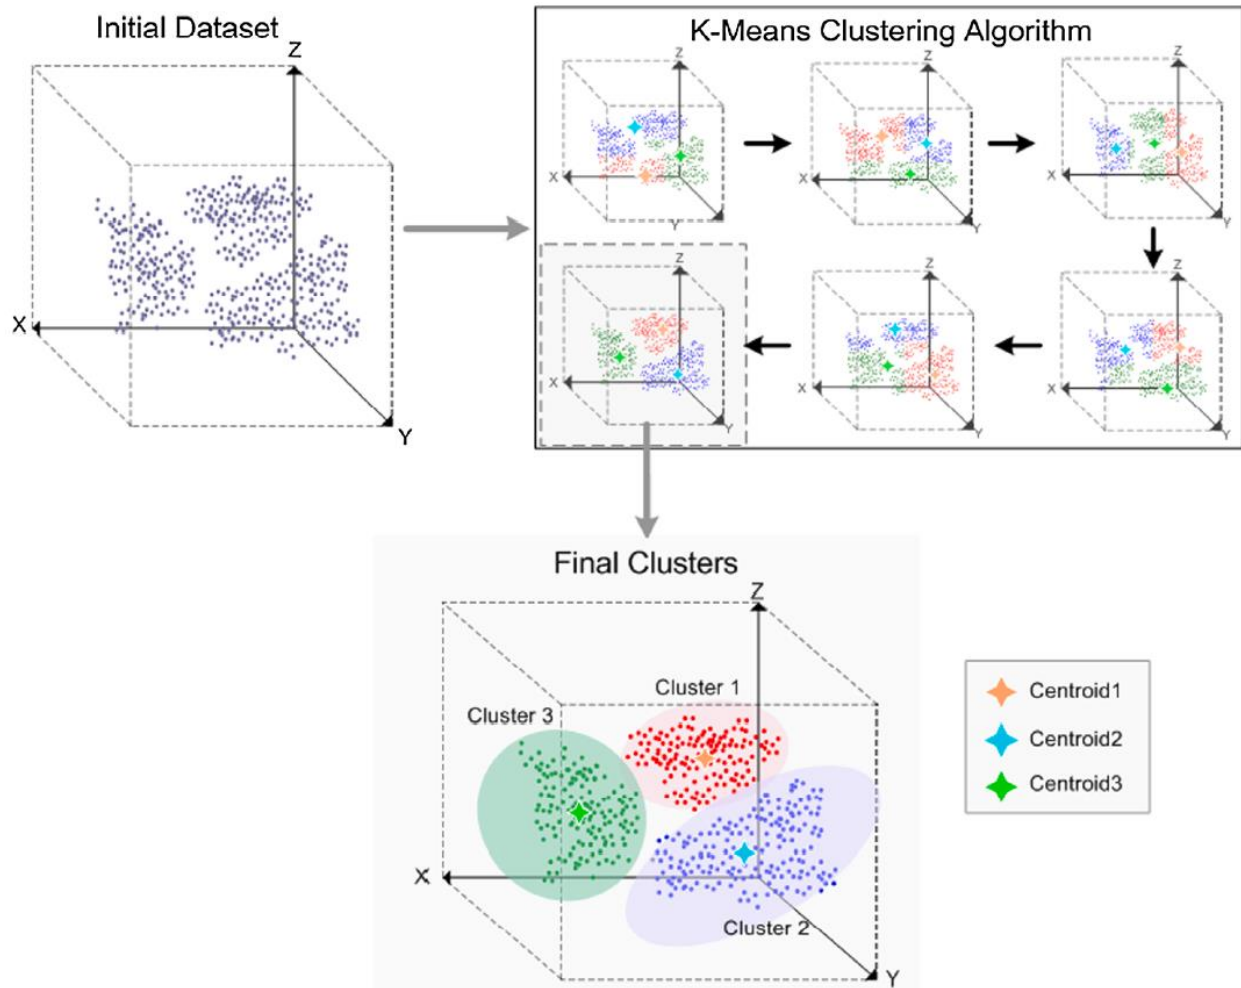 Initial Dataset
Z
X
Y
K-Means Clustering Algorithm
Z
X
Y
Z
X
Y
Z
X
Y
Z
X
Y
Z
X
Y
Z
X
Y
Final Clusters
Z
Cluster 1
Cluster 3
X
Cluster 2
Y
Centroid1
Centroid2
Centroid3